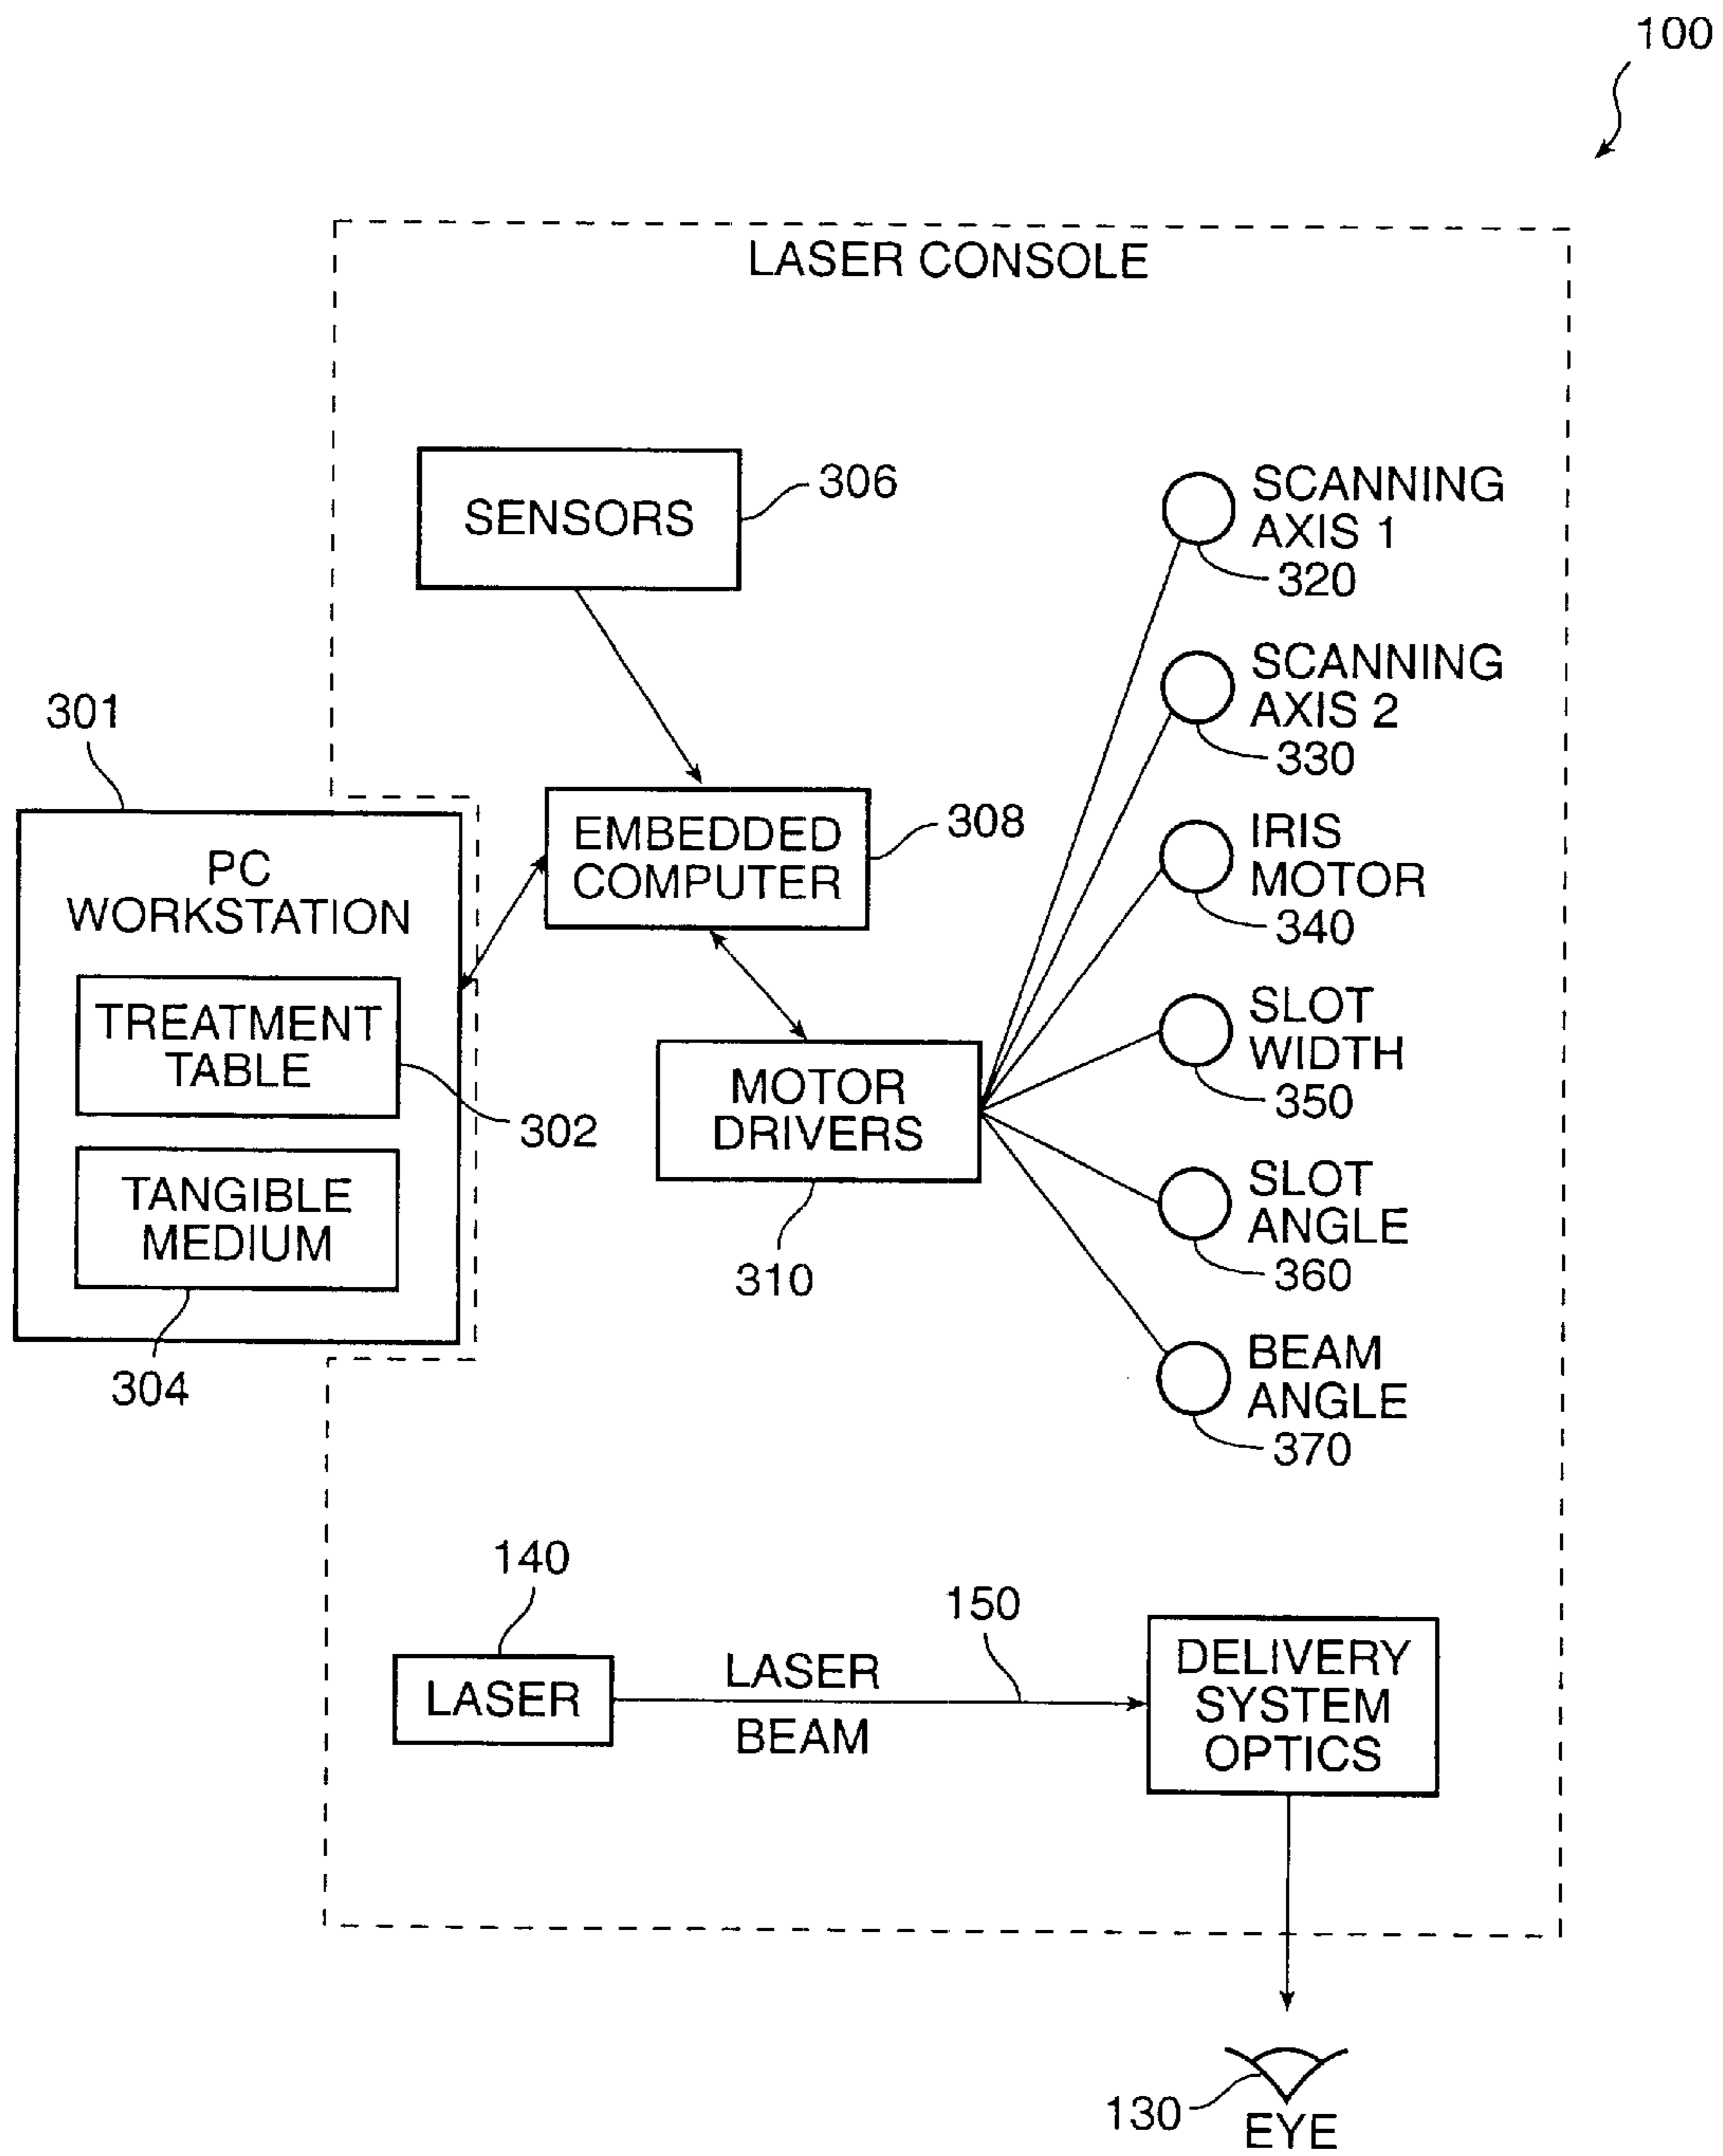 100
LASER CONSOLE
SENSORS
306
SCANNING
AXIS 1
320
SCANNING
AXIS 2
330
301
PC
WORKSTATION
TREATMENT
TABLE
302
TANGIBLE
MEDIUM
304
EMBEDDED
COMPUTER
308
MOTOR
DRIVERS
310
IRIS
MOTOR
340
SLOT
WIDTH
350
SLOT
ANGLE
360
BEAM
ANGLE
370
140
LASER
LASER
BEAM
150
DELIVERY
SYSTEM
OPTICS
130
EYE